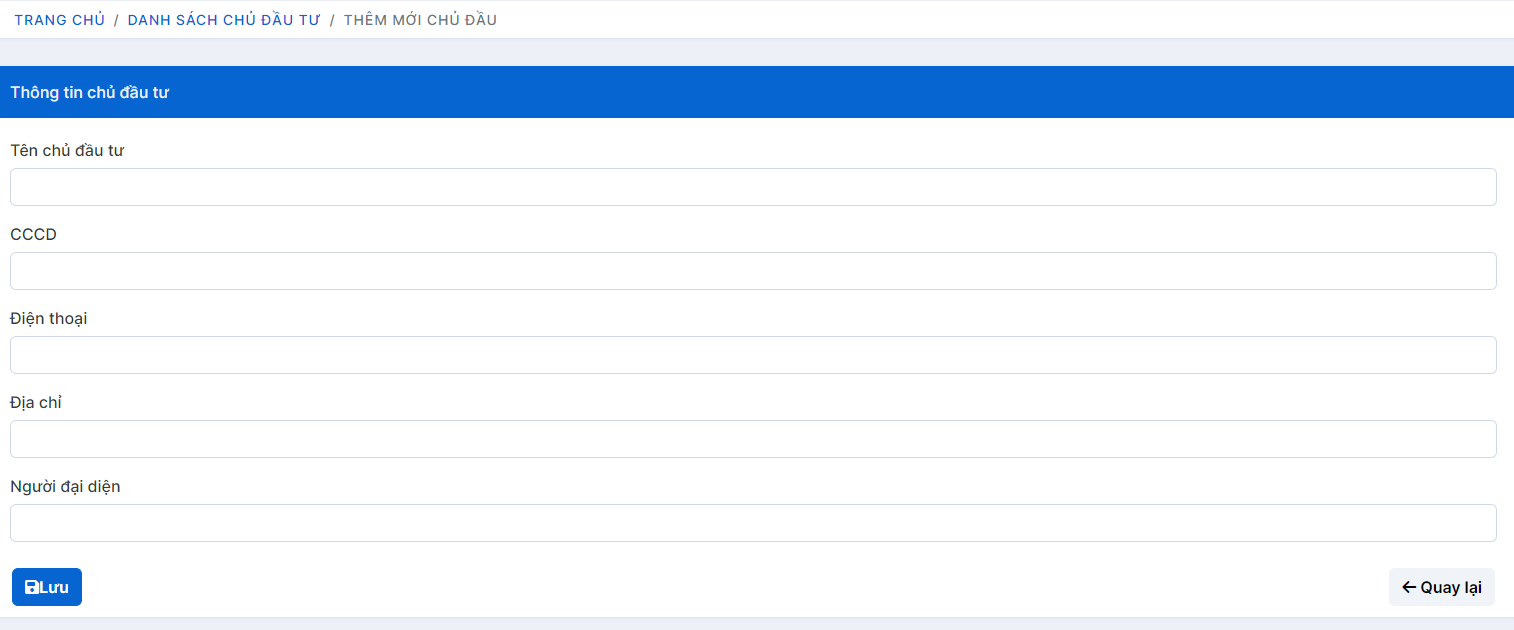 TRANG CHỦ / DANH SÁCH CHỦ ĐẦU TƯ / THÊM MỚI CHỦ ĐẦU
Thông tin chủ đầu tư
Tên chủ đầu tư
CCCD
Điện thoại
Địa chỉ
Người đại diện
Lưu
Quay lại